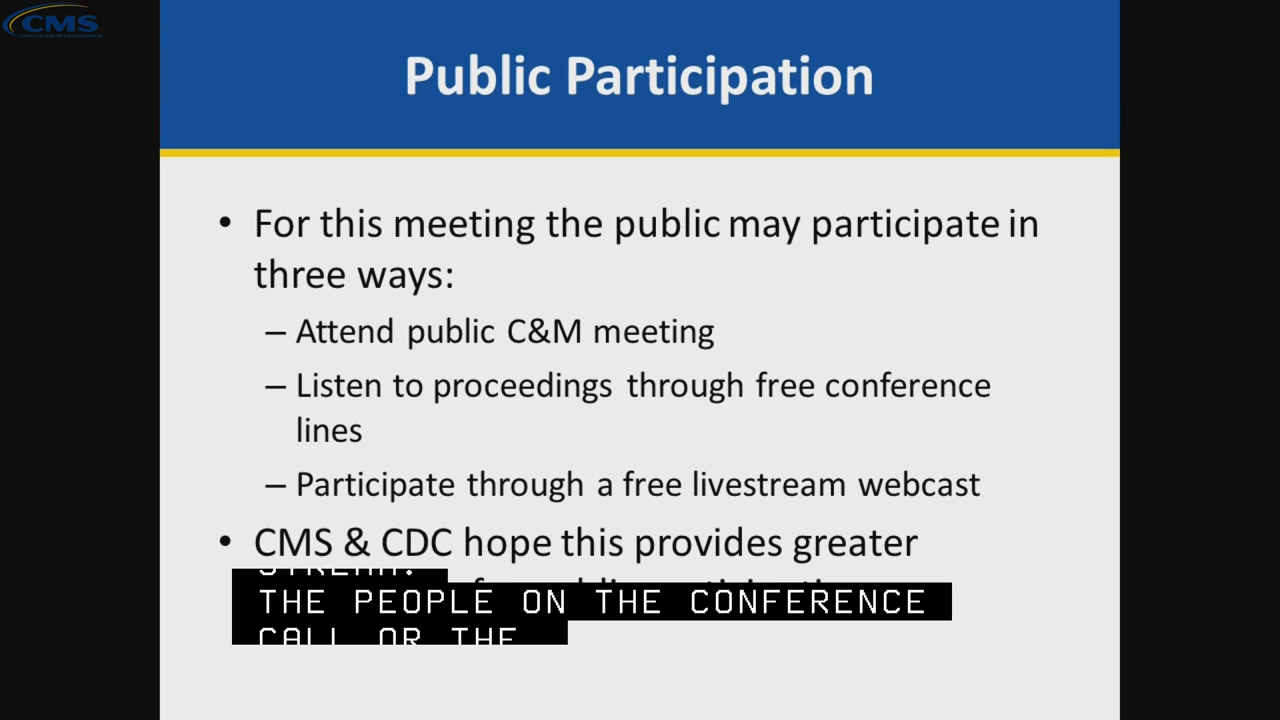 CMS
Public Participation
• For this meeting the public may participate in
three ways:
– Attend public C&M meeting
– Listen to proceedings through free conference
lines
– Participate through a free livestream webcast
• CMS & CDC hope this provides greater
STREAM.
THE PEOPLE ON THE CONFERENCE
CALL OR THE